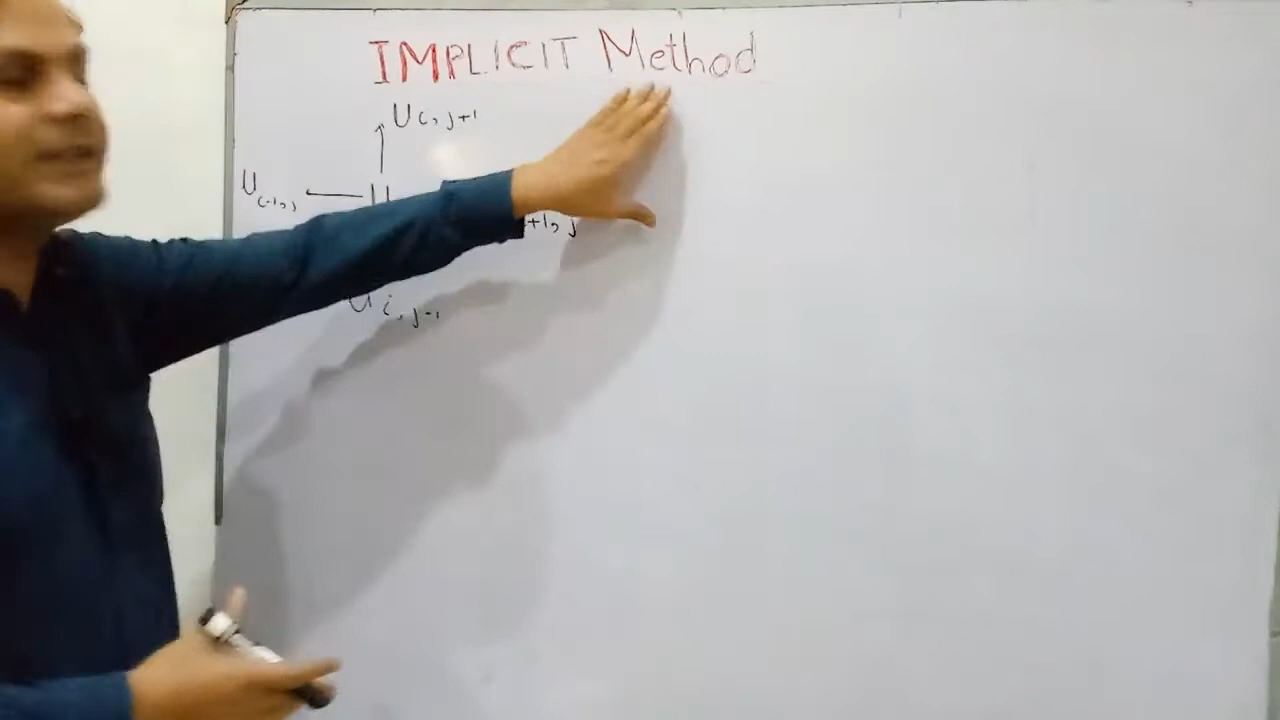 IMPLICIT Method
U i, j+1
U i-1, j U
+1, j
U i, j-1